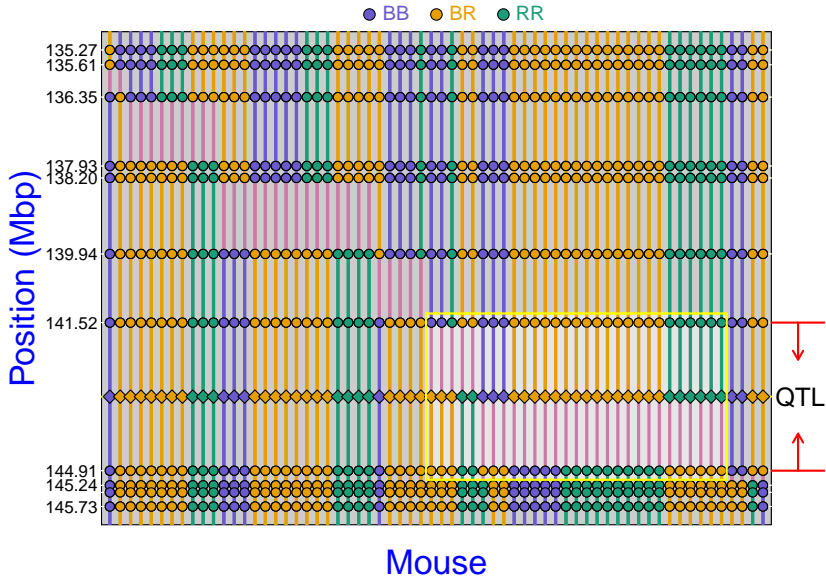 BB BR RR
135.27
135.61
136.35
137.93
138.20
139.94
141.52
QTL
144.91
145.24
145.73
Position (Mbp)
Mouse